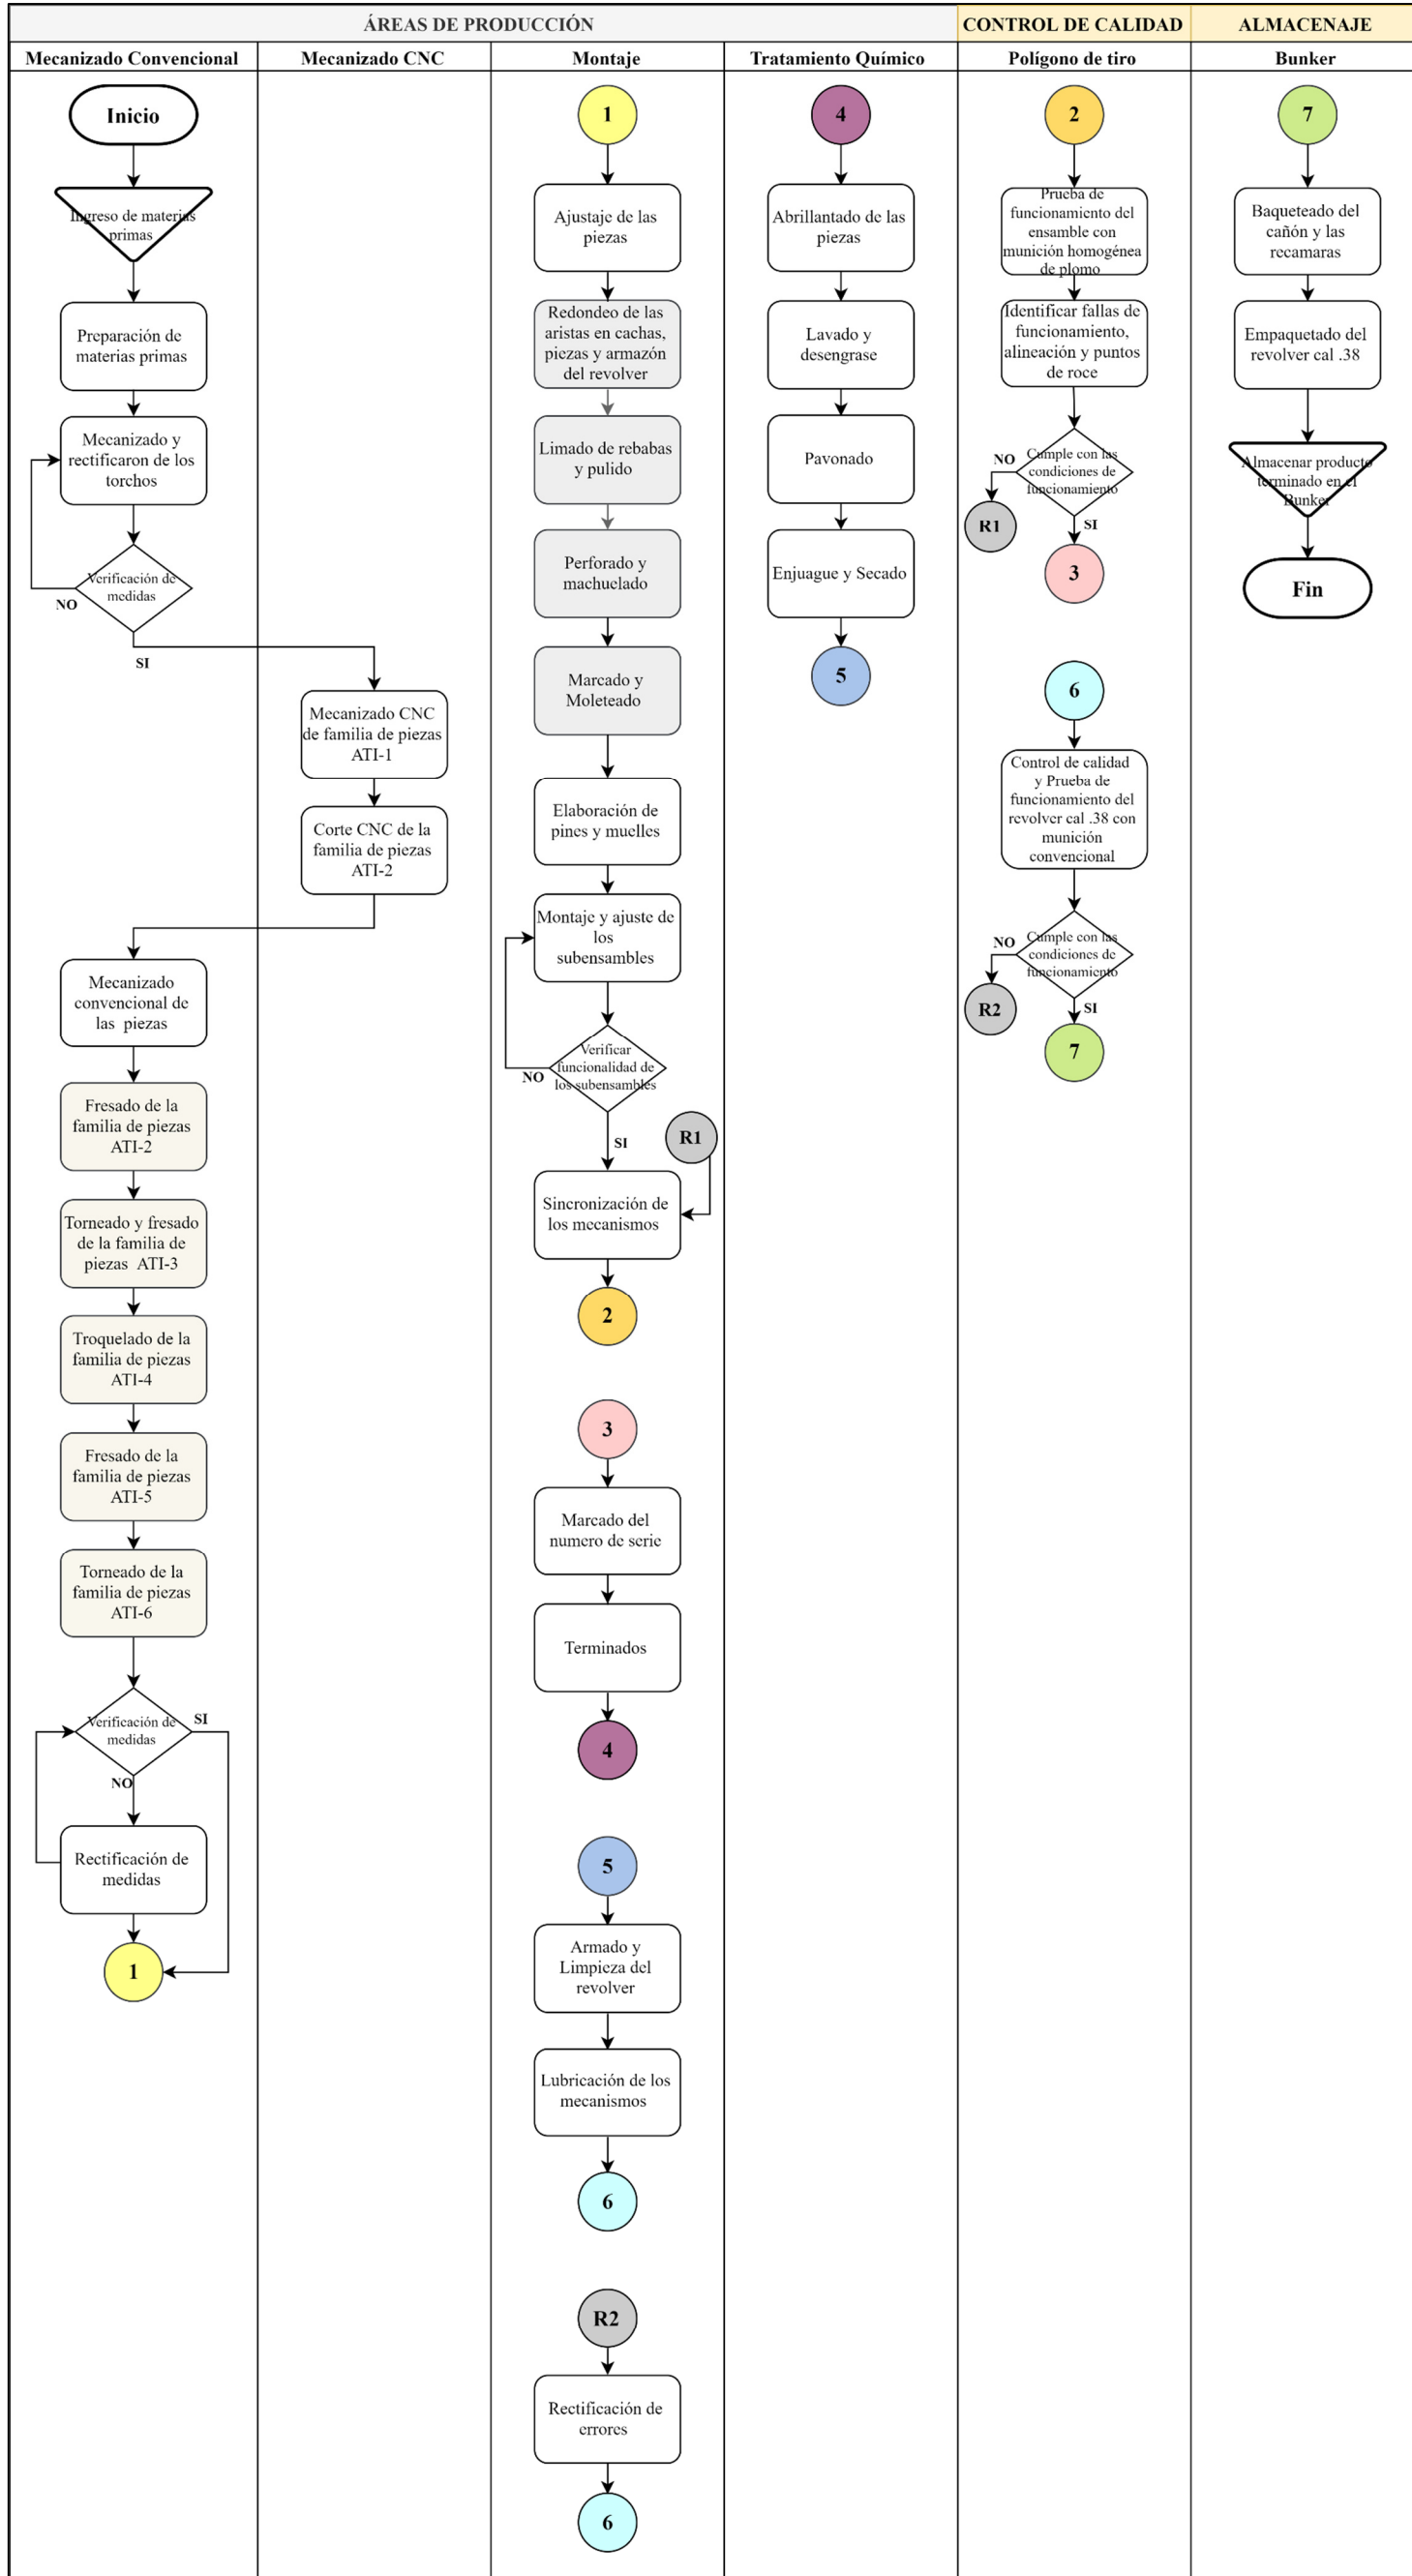 ÁREAS DE PRODUCCIÓN
CONTROL DE CALIDAD
ALMACENAJE
Mecanizado Convencional
Mecanizado CNC
Montaje
Tratamiento Químico
Polígono de tiro
Bunker
Inicio
Ingreso de materias
primas
Preparación de
materias primas
Mecanizado y
rectificaron de los
torchos
Verificación de
medidas
NO
SI
Mecanizado CNC
de familia de piezas
ATI-1
Corte CNC de la
familia de piezas
ATI-2
Mecanizado
convencional de
las piezas
Fresado de la
familia de piezas
ATI-2
Torneado y fresado
de la familia de
piezas ATI-3
Troquelado de la
familia de piezas
ATI-4
Fresado de la
familia de piezas
ATI-5
Torneado de la
familia de piezas
ATI-6
Verificación de
medidas
SI
NO
Rectificación de
medidas
1
1
Ajustaje de las
piezas
Redondeo de las
aristas en cachas,
piezas y armazón
del revolver
Limado de rebabas
y pulido
Perforado y
machuelado
Marcado y
Moleteado
Elaboración de
pines y muelles
Montaje y ajuste de
los
subensambles
Verificar
funcionalidad de
los subensambles
NO
SI
R1
Sincronización de
los mecanismos
2
3
Marcado del
numero de serie
Terminados
4
5
Armado y
Limpieza del
revolver
Lubricación de los
mecanismos
6
R2
Rectificación de
errores
6
4
Abrillantado de las
piezas
Lavado y
desengrase
Pavonado
Enjuague y Secado
5
2
Prueba de
funcionamiento del
ensamble con
munición homogénea
de plomo
Identificar fallas de
funcionamiento,
alineación y puntos
de roce
Cumple con las
condiciones de
funcionamiento
NO
R1
SI
3
6
Control de calidad
y Prueba de
funcionamiento del
revolver cal .38 con
munición
convencional
Cumple con las
condiciones de
funcionamiento
NO
R2
SI
7
7
Baqueteado del
cañón y las
recamaras
Empaquetado del
revolver cal .38
Almacenar producto
terminado en el
Bunker
Fin